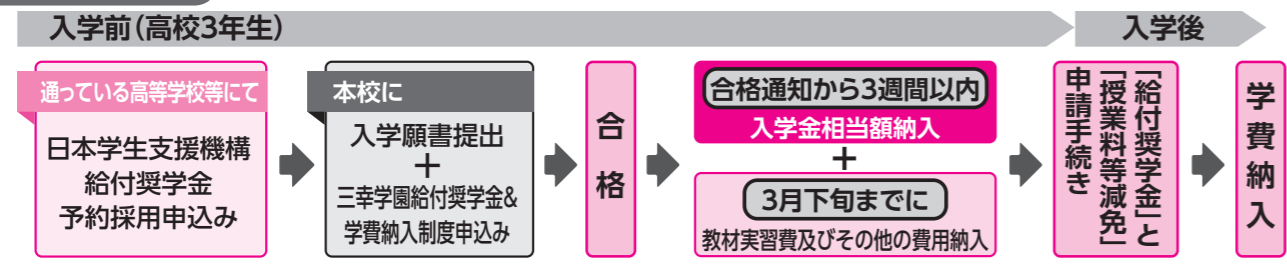 入学前(高校3年生)
入学後
通っている高等学校等にて
日本学生支援機構
給付奨学金
予約採用申込み
本校に
入学願書提出
+
三幸学園給付奨学金&
学費納入制度申込み
合格
合格通知から3週間以内
入学金相当額納入
+
3月下旬までに
教材実習費及びその他の費用納入
「給付奨学金」と
「授業料等減免」
申請手続き
学費納入